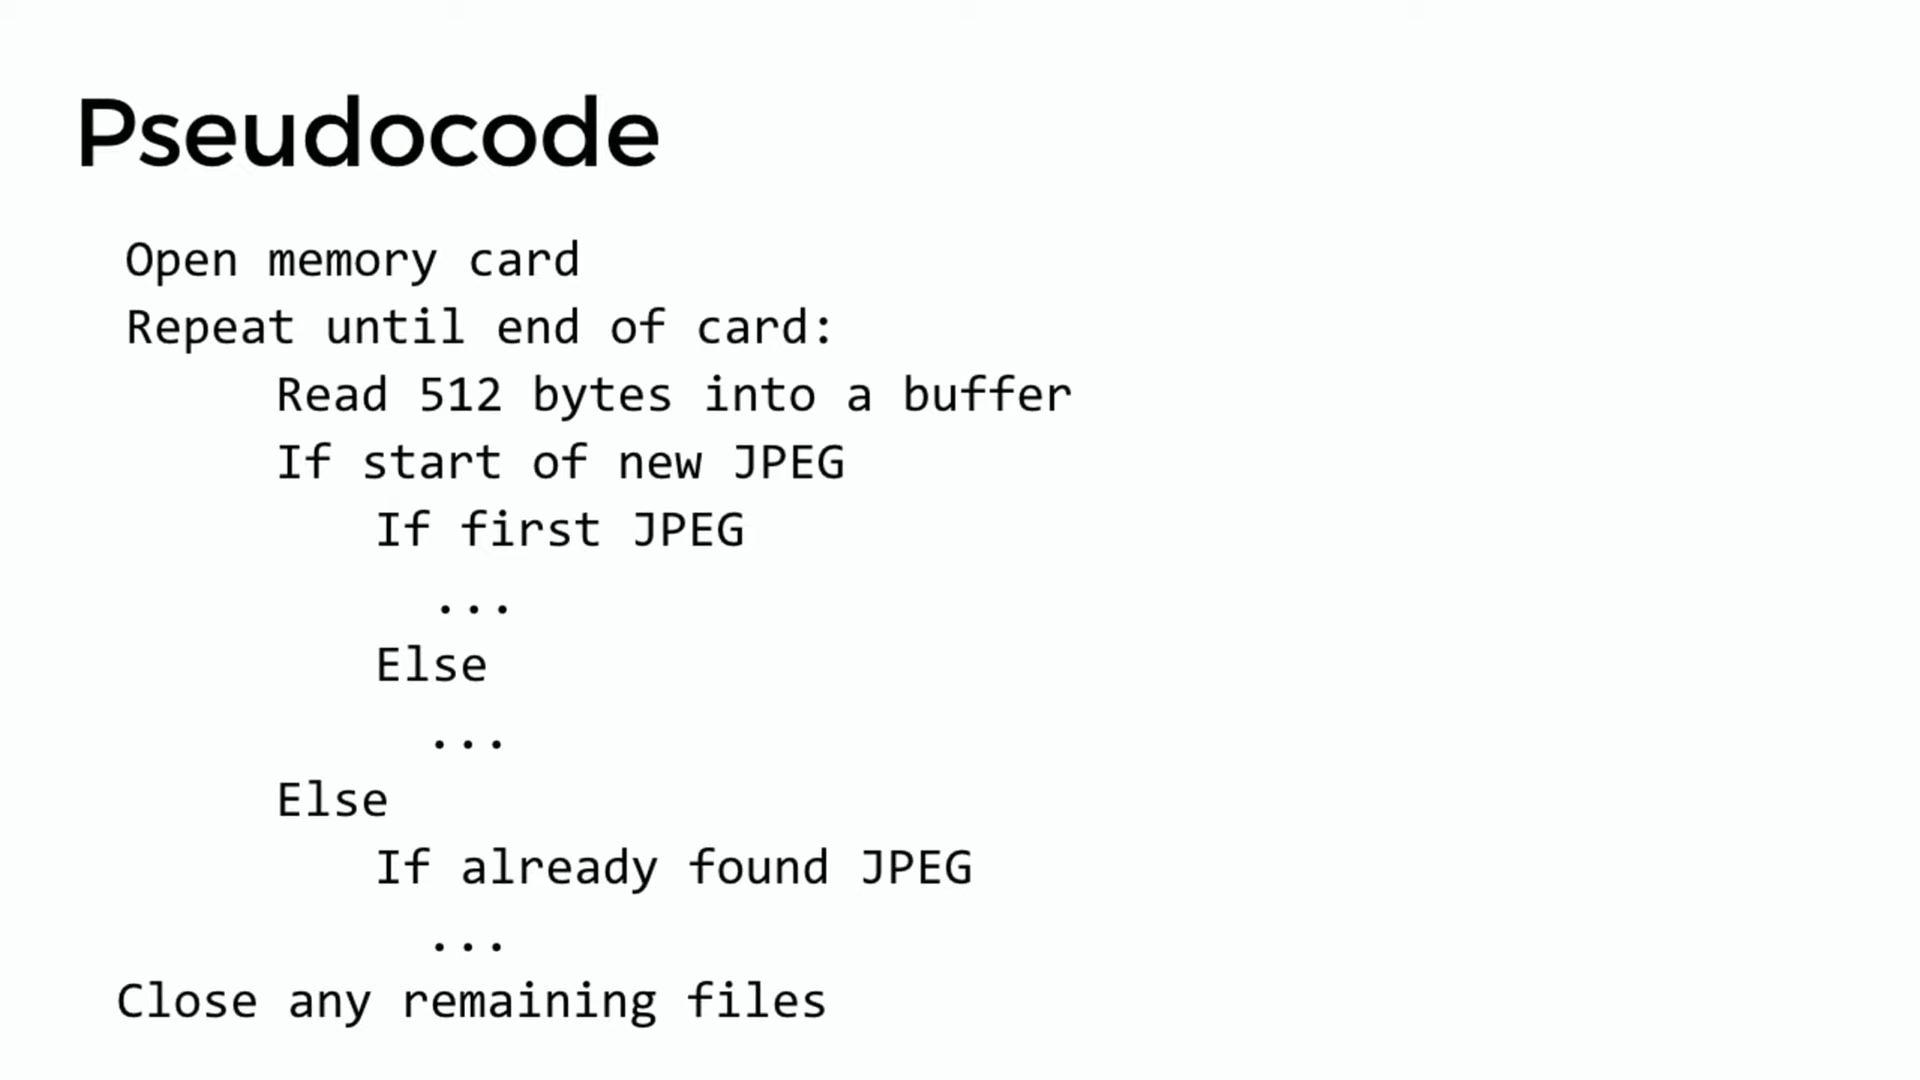 Pseudocode
Open memory card
Repeat until end of card:
Read 512 bytes into a buffer
If start of new JPEG
If first JPEG
...
Else
...
Else
If already found JPEG
...
Close any remaining files